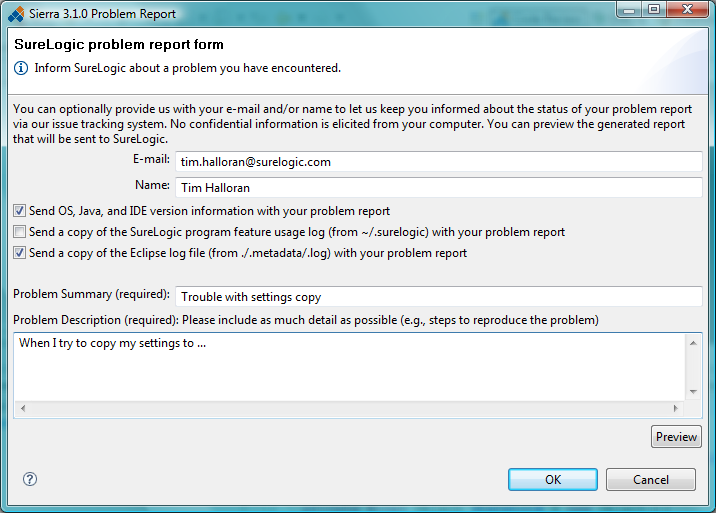 Sierra 3.1.0 Problem Report
SureLogic problem report form
Inform SureLogic about a problem you have encountered.
You can optionally provide us with your e-mail and/or name to let us keep you informed about the status of your problem report
via our issue tracking system. No confidential information is elicited from your computer. You can preview the generated report
that will be sent to SureLogic.
E-mail: tim.halloran@surelogic.com
Name: Tim Halloran
Send OS, Java, and IDE version information with your problem report
Send a copy of the SureLogic program feature usage log (from ~/.surelogic) with your problem report
Send a copy of the Eclipse log file (from ./.metadata/.log) with your problem report
Problem Summary (required): Trouble with settings copy
Problem Description (required): Please include as much detail as possible (e.g., steps to reproduce the problem)
When I try to copy my settings to ...
Preview
OK Cancel